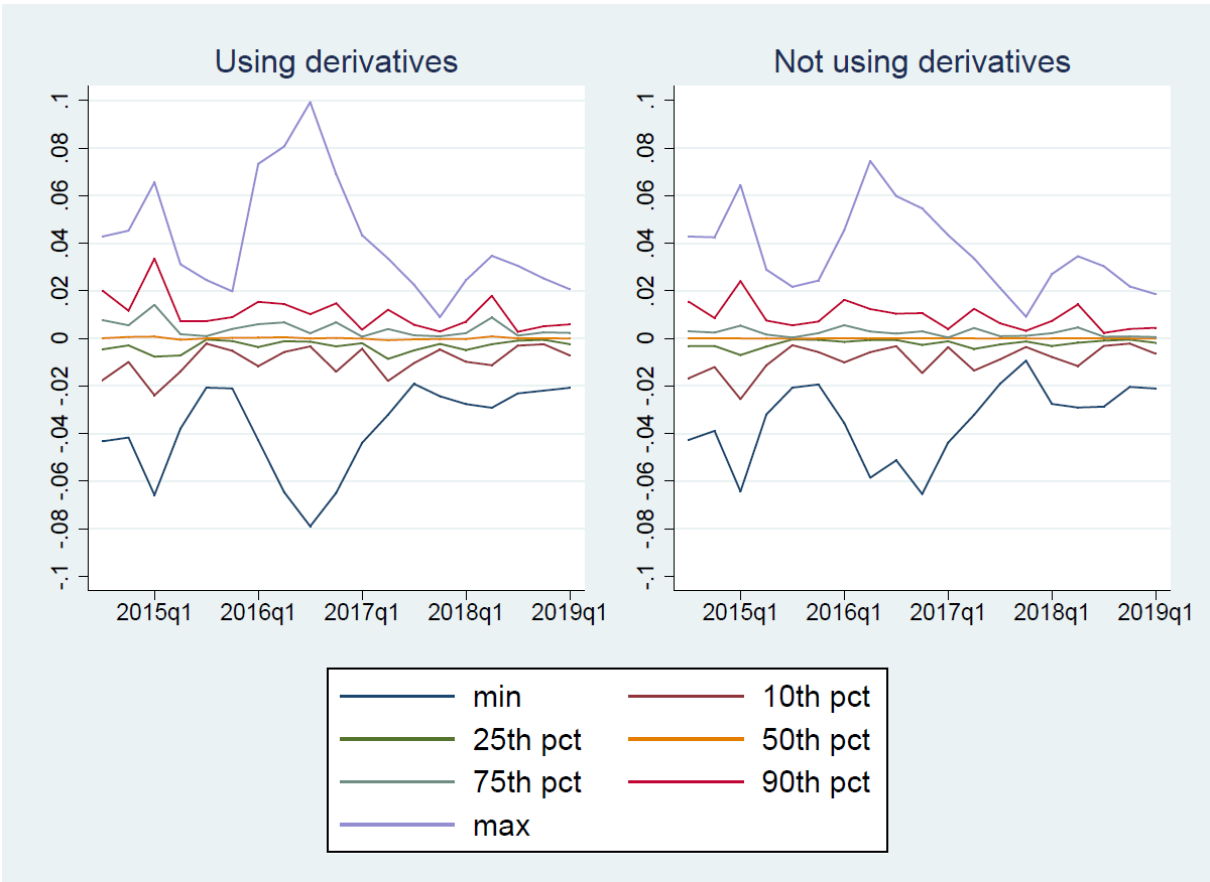 Using derivatives
Not using derivatives
.1
.08
.06
.04
.02
0
-.02
-.04
-.06
-.08
-.1
2015q1 2016q1 2017q1 2018q1 2019q1
.1
.08
.06
.04
.02
0
-.02
-.04
-.06
-.08
-.1
2015q1 2016q1 2017q1 2018q1 2019q1
min 10th pct
25th pct 50th pct
75th pct 90th pct
max